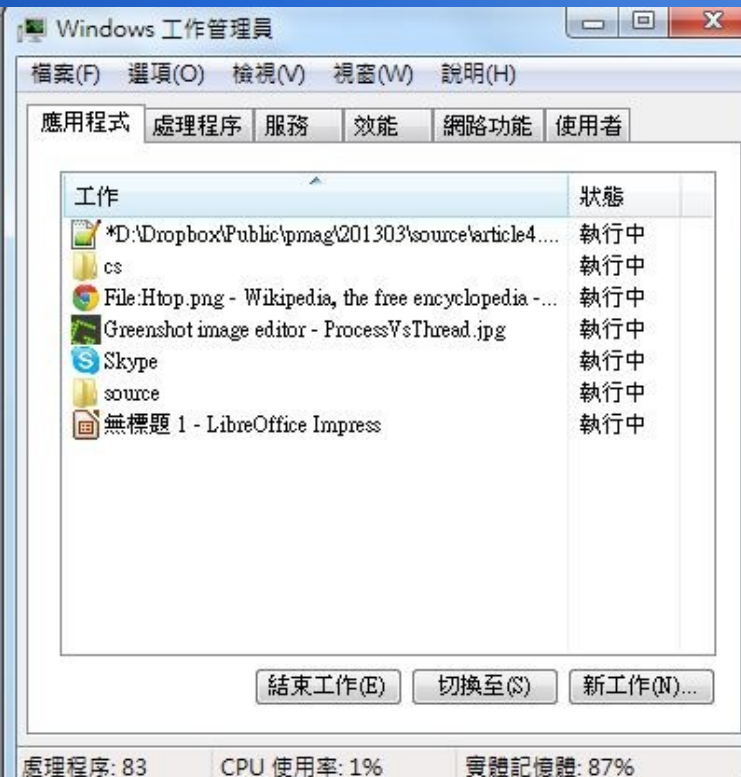 Windows 工作管理員
檔案(F) 選項(O) 檢視(V) 視窗(W) 說明(H)
應用程式 處理程序 服務 效能 網路功能 使用者
工作 狀態
*D:\Dropbox\Public\pmag\201303\source\article4.... 執行中
cs 執行中
File:Htop.png - Wikipedia, the free encyclopedia -... 執行中
Greenshot image editor - ProcessVsThread.jpg 執行中
Skype 執行中
source 執行中
無標題 1 - LibreOffice Impress 執行中
結束工作(E) 切換至(S) 新工作(N)...
處理程序: 83 CPU 使用率: 1% 實體記憶體: 87%